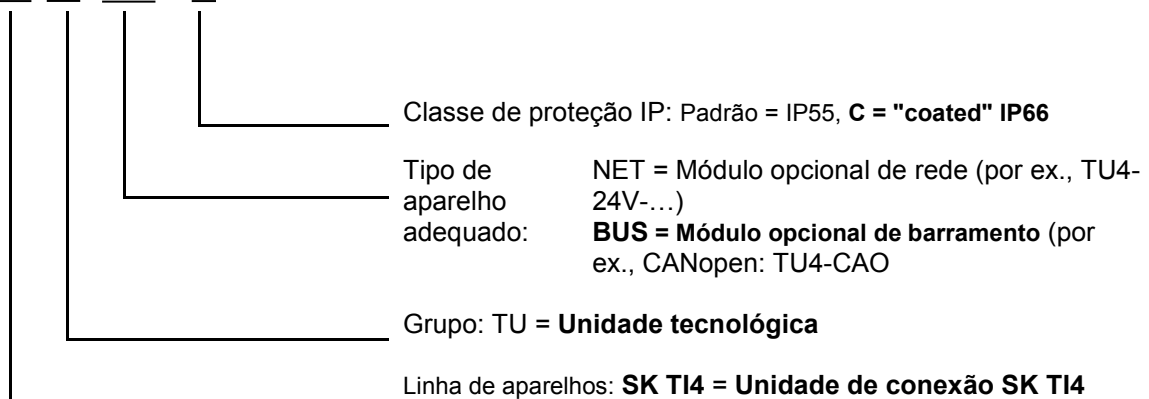 Classe de proteção IP: Padrão = IP55, C = "coated" IP66
Tipo de aparelho adequado:
NET = Módulo opcional de rede (por ex., TU4-
24V-…)
BUS = Módulo opcional de barramento (por
ex., CANopen: TU4-CAO
Grupo: TU = Unidade tecnológica
Linha de aparelhos: SK TI4 = Unidade de conexão SK TI4